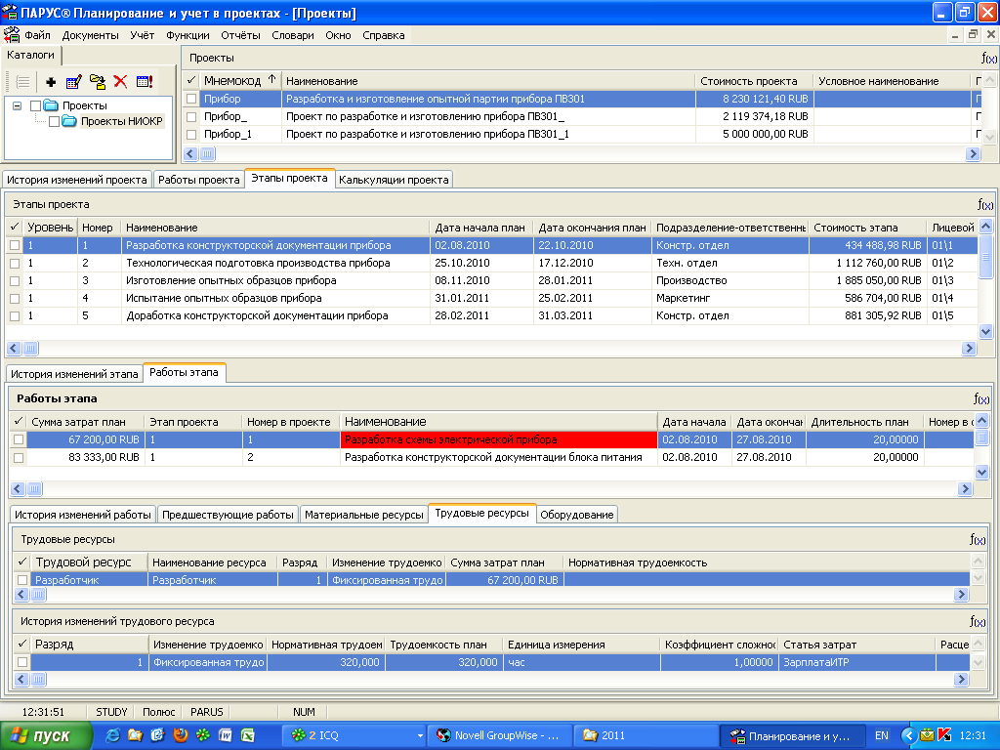 ПАРУС® Планирование и учет в проектах - [Проекты]
Файл Документы Учёт Функции Отчёты Словари Окно Справка
Каталоги
Проекты
Проекты НИОКР
Проекты f(x)
Мнемокод Наименование Стоимость проекта Условное наименование
Прибор Разработка и изготовление опытной партии прибора ПВ301 8 230 121,40 RUB
Прибор_ Проект по разработке и изготовлению прибора ПВ301_ 2 119 374,18 RUB
Прибор_1 Проект по разработке и изготовлению прибора ПВ301_1 5 000 000,00 RUB
История изменений проекта Работы проекта Этапы проекта Калькуляции проекта
Этапы проекта f(x)
Уровень Номер Наименование Дата начала план Дата окончания план Подразделение-ответственнь Стоимость этапа Лицевой
1 1 Разработка конструкторской документации прибора 02.08.2010 22.10.2010 Констр. отдел 434 488,98 RUB 01\1
1 2 Технологическая подготовка производства прибора 25.10.2010 17.12.2010 Техн. отдел 1 112 760,00 RUB 01\2
1 3 Изготовление опытных образцов прибора 08.11.2010 28.01.2011 Производство 1 885 050,00 RUB 01\3
1 4 Испытание опытных образцов прибора 31.01.2011 25.02.2011 Маркетинг 586 704,00 RUB 01\4
1 5 Доработка конструкторской документации прибора 28.02.2011 31.03.2011 Констр. отдел 881 305,92 RUB 01\5
История изменений этапа Работы этапа
Работы этапа f(x)
Сумма затрат план Этап проекта Номер в проекте Наименование Дата начала Дата окончан Длительность план Номер в с
67 200,00 RUB 1 1 Разработка схемы электрической прибора 02.08.2010 27.08.2010 20,00000
83 333,00 RUB 1 2 Разработка конструкторской документации блока питания 02.08.2010 27.08.2010 20,00000
История изменений работы Предшествующие работы Материальные ресурсы Трудовые ресурсы Оборудование
Трудовые ресурсы f(x)
Трудовой ресурс Наименование ресурса Разряд Изменение трудоемко Сумма затрат план Нормативная трудоемкость
Разработчик Разработчик 1 Фиксированная трудо 67 200,00 RUB
История изменений трудового ресурса f(x)
Разряд Изменение трудоемко Нормативная трудоем Трудоемкость план Единица измерения Коэффициент сложнос Статья затрат Расце
1 Фиксированная трудо 320,000 320,000 час 1,00000 ЗарплатаИТР
12:31:51 STUDY Полюс PARUS NUM
пуск 2 ICQ Novell GroupWise - ... 2011 Планирование и у... EN 12:31